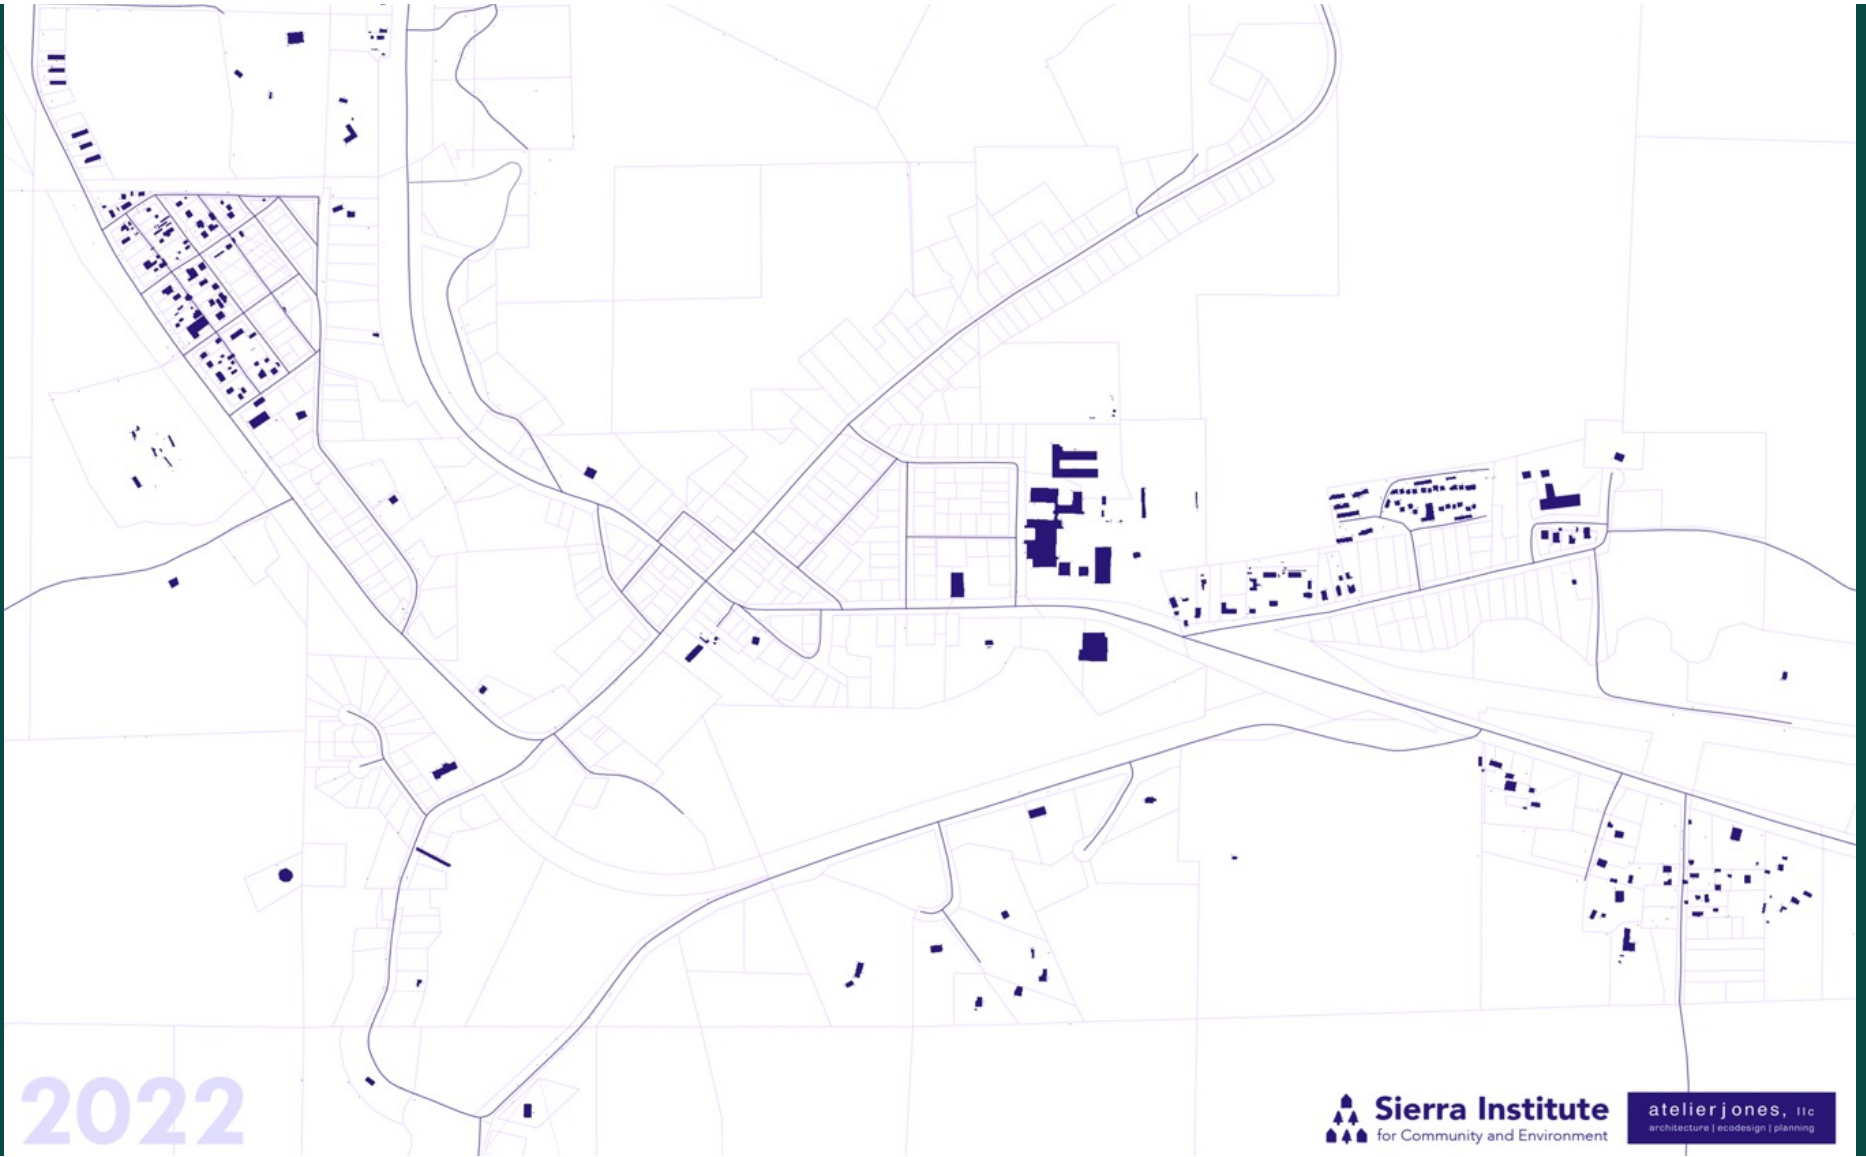 2022
Sierra Institute
for Community and Environment
atelierjones, llc
architecture | ecodesign | planning